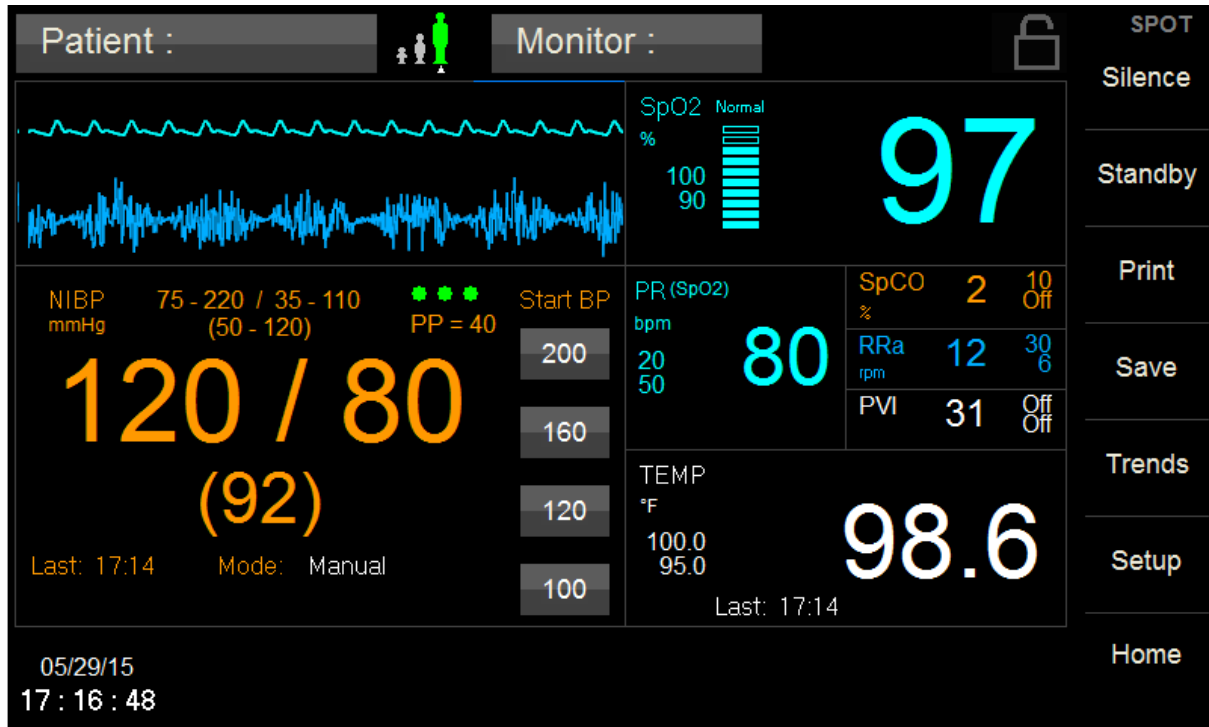 Patient :
Monitor :
SPOT
Silence
Standby
Print
Save
Trends
Setup
Home
SpO2 Normal
%
100
90
97
NIBP 75 - 220 / 35 - 110
mmHg (50 - 120) PP = 40
120 / 80
(92)
Last: 17:14 Mode: Manual
Start BP
200
160
120
100
PR (SpO2)
bpm
20
50
80
SpCO 2 10
% Off
RRa 12 30
rpm 6
PVI 31 Off
Off
TEMP
°F
100.0
95.0
98.6
Last: 17:14
05/29/15
17 : 16 : 48